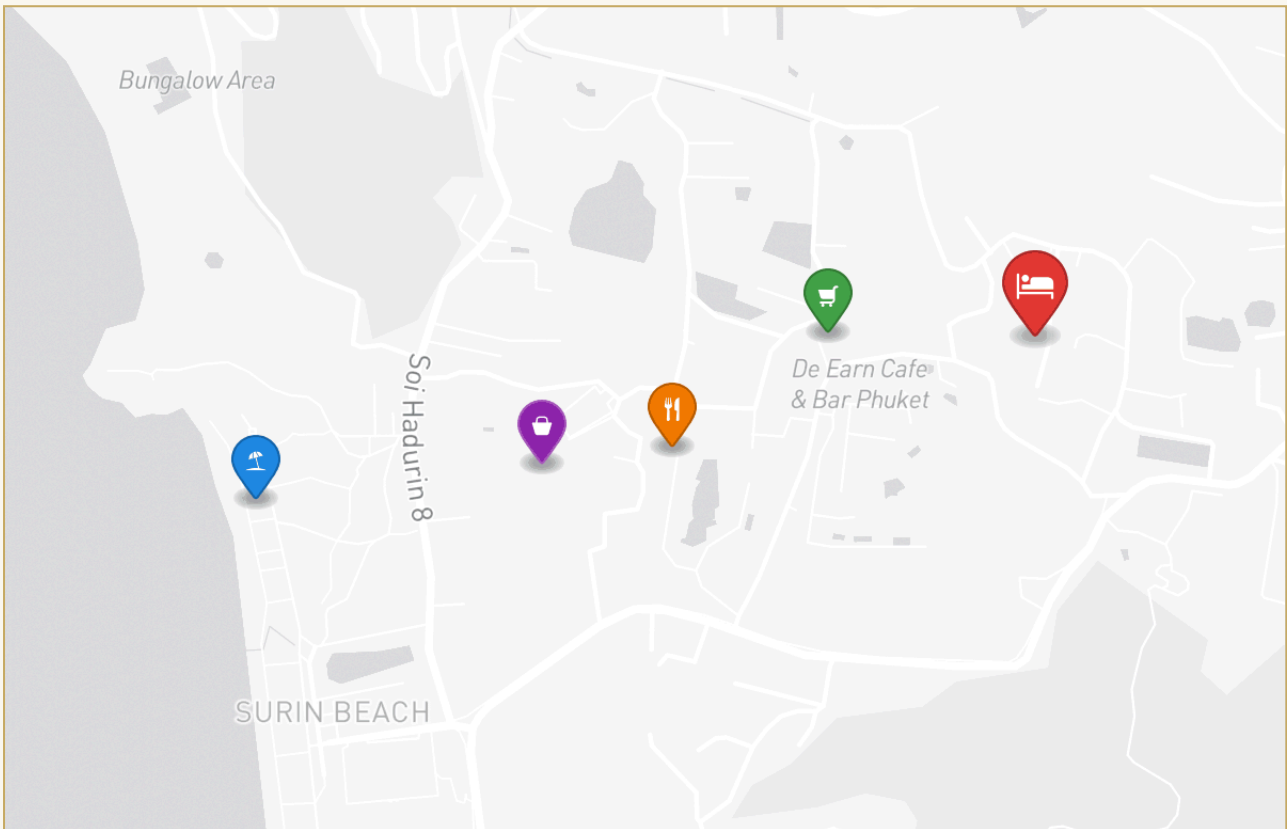 Bungalow Area
Soi Hadurin 8
De Earn Cafe
& Bar Phuket
SURIN BEACH